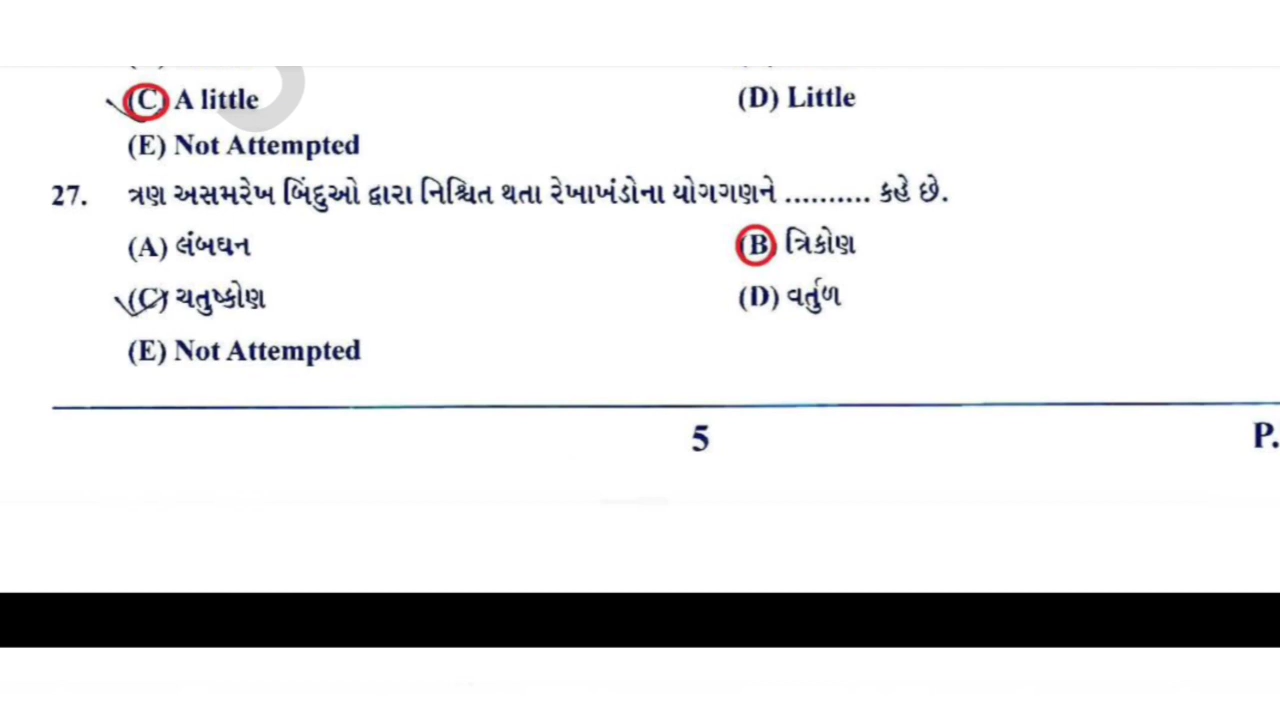 (C) A little
(D) Little
(E) Not Attempted
27. ત્રણ અસમરેખ બિંદુઓ દ્વારા નિશ્ચિત થતા રેખાખંડોના યોગગણને .......... કહે છે.
(A) લંબઘન
(B) ત્રિકોણ
(C) ચતુષ્કોણ
(D) વર્તુળ
(E) Not Attempted
5
P.